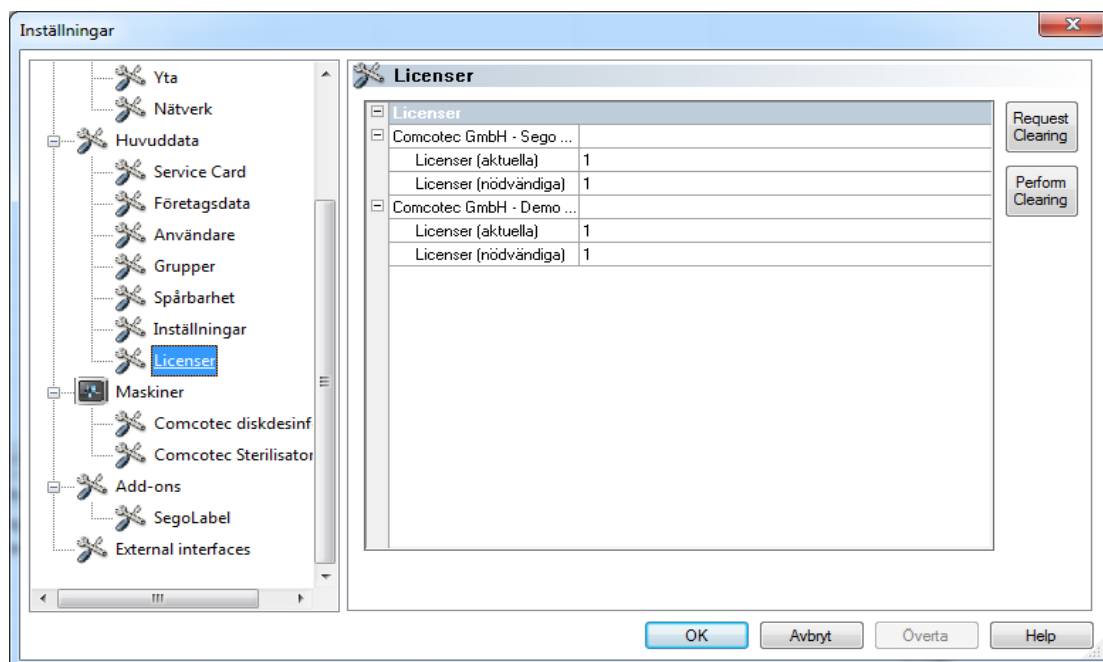 Inställningar
Yta
Nätverk
Huvuddata
Service Card
Företagsdata
Användare
Grupper
Spårbarhet
Inställningar
Licenser
Maskiner
Comcotec diskdesinf
Comcotec Sterilisator
Add-ons
SegoLabel
External interfaces
Licenser
Licenser
Comcotec GmbH - Sego ...
Licenser (aktuella) 1
Licenser (nödvändiga) 1
Comcotec GmbH - Demo ...
Licenser (aktuella) 1
Licenser (nödvändiga) 1
Request
Clearing
Perform
Clearing
OK Avbryt Överta Help